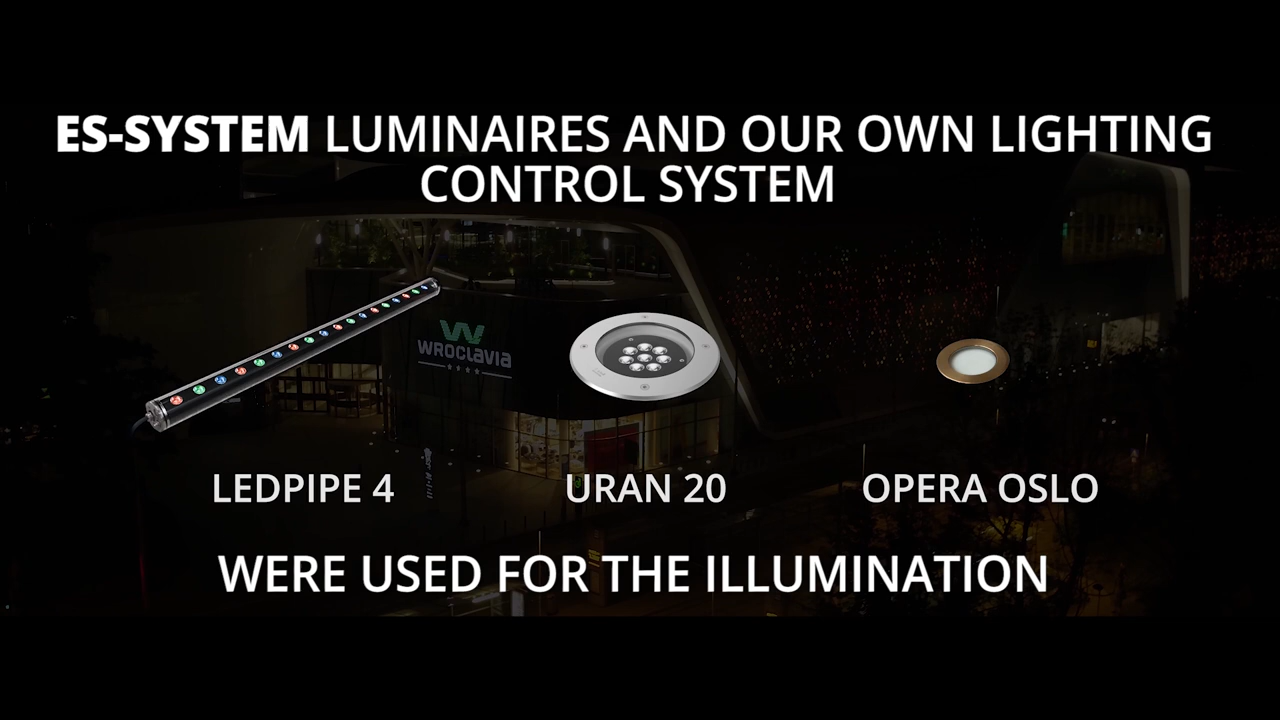 ES-SYSTEM LUMINAIRES AND OUR OWN LIGHTING
CONTROL SYSTEM
WROCLAVIA
LEDPIPE 4
URAN 20
OPERA OSLO
WERE USED FOR THE ILLUMINATION